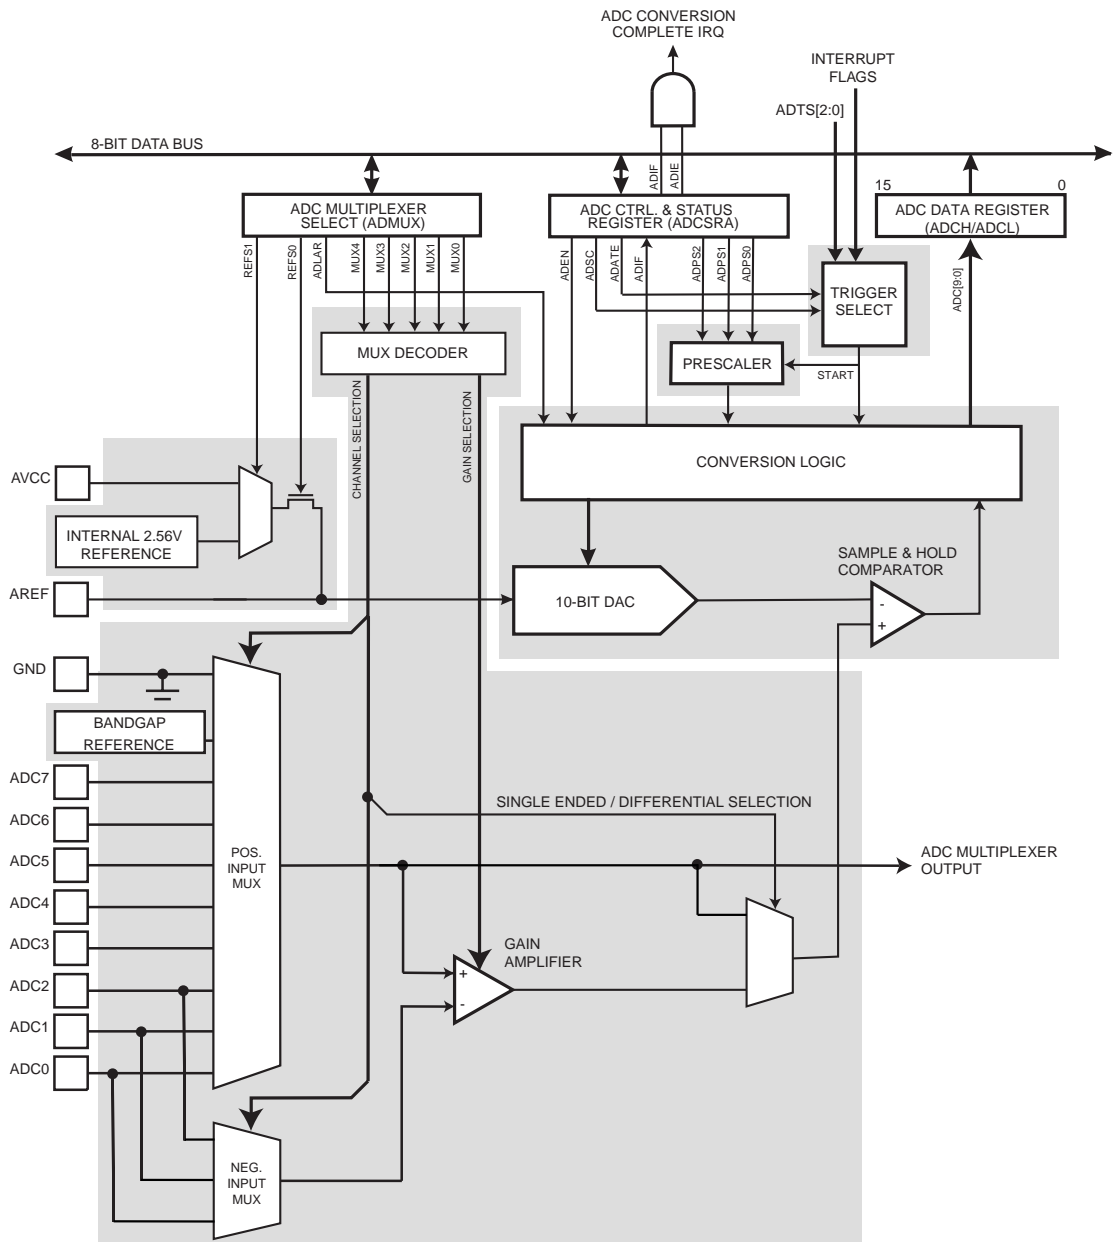 ADC CONVERSION
COMPLETE IRQ
INTERRUPT
FLAGS
ADTS[2:0]
8-BIT DATA BUS
ADIF
ADIE
15
0
ADC MULTIPLEXER
SELECT (ADMUX)
ADC CTRL. & STATUS
REGISTER (ADCSRA)
ADC DATA REGISTER
(ADCH/ADCL)
REFS1
REFS0
ADLAR
MUX4
MUX3
MUX2
MUX1
MUX0
ADEN
ADSC
ADATE
ADIF
ADPS2
ADPS1
ADPS0
ADC[9:0]
TRIGGER
SELECT
MUX DECODER
PRESCALER
START
CHANNEL SELECTION
GAIN SELECTION
CONVERSION LOGIC
AVCC
INTERNAL 2.56V
REFERENCE
SAMPLE & HOLD
COMPARATOR
AREF
10-BIT DAC
-
+
GND
BANDGAP
REFERENCE
ADC7
ADC6
ADC5
ADC4
ADC3
ADC2
ADC1
ADC0
SINGLE ENDED / DIFFERENTIAL SELECTION
POS.
INPUT
MUX
ADC MULTIPLEXER
OUTPUT
GAIN
AMPLIFIER
+
-
NEG.
INPUT
MUX